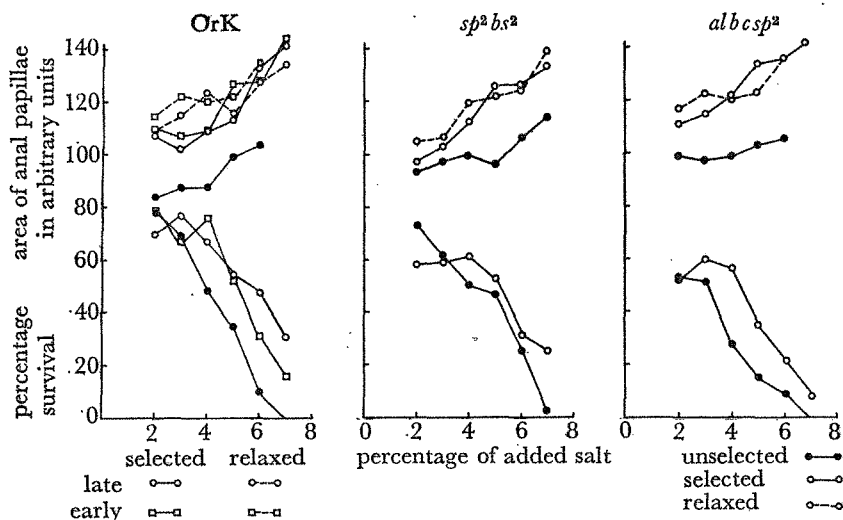 OrK
sp² bs²
al b c sp²
area of anal papillae
in arbitrary units
percentage
survival
140
120
100
80
60
40
20
0
2 4 6 8
0 2 4 6 8
0 2 4 6 8
percentage of added salt
selected relaxed
late
early
unselected
selected
relaxed